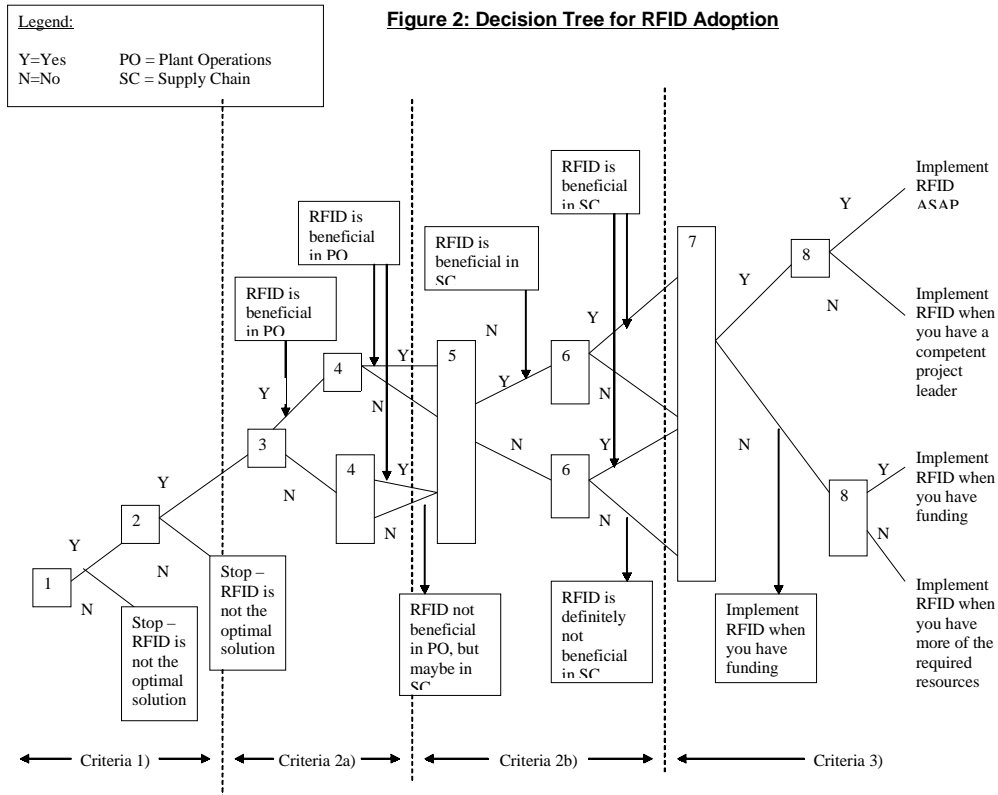 Figure 2: Decision Tree for RFID Adoption
Legend:
Y=Yes PO = Plant Operations
N=No SC = Supply Chain
1
Y
N
Stop –
RFID is
not the
optimal
solution
2
Y
N
Stop –
RFID is
not the
optimal
solution
3
Y
N
RFID is
beneficial
in PO
4
Y
N
RFID is
beneficial
in PO
4
Y
N
RFID not
beneficial
in PO, but
maybe in
SC
5
N
Y
N
RFID is
beneficial in
SC
6
Y
N
RFID is
beneficial
in SC
6
Y
N
RFID is
definitely
not
beneficial
in SC
7
Y
N
Implement
RFID when
you have
funding
8
Y
N
Implement
RFID
ASAP
Implement
RFID when
you have a
competent
project
leader
8
Y
N
Implement
RFID when
you have
funding
Implement
RFID when
you have
more of the
required
resources
Criteria 1)
Criteria 2a)
Criteria 2b)
Criteria 3)